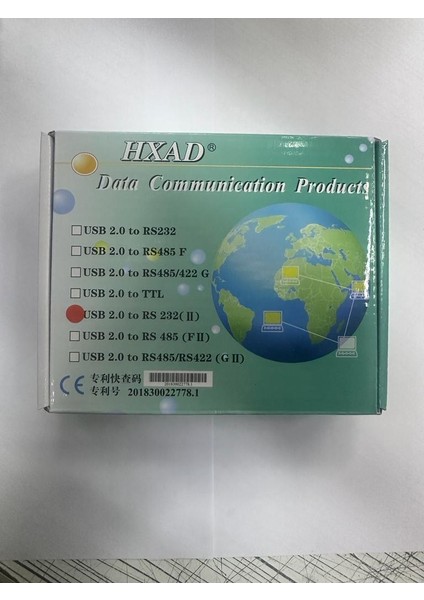 HXAD®
Data Communication Products
USB 2.0 to RS232
USB 2.0 to RS485 F
USB 2.0 to RS485/422 G
USB 2.0 to TTL
USB 2.0 to RS 232(Ⅱ)
USB 2.0 to RS 485 (FⅡ)
USB 2.0 to RS485/RS422 (GⅡ)
CE 专利快查码
201830022778.1
专利号 201830022778.1